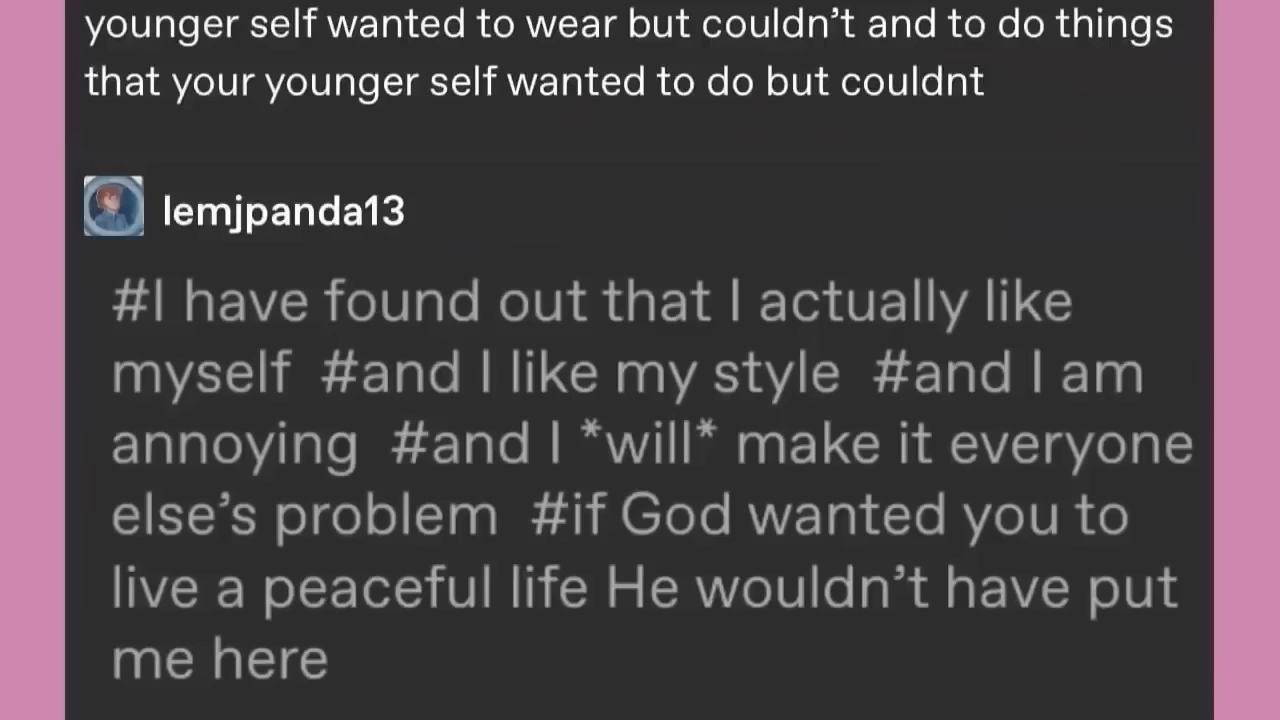 younger self wanted to wear but couldn’t and to do things
that your younger self wanted to do but couldnt
lemjpanda13
#I have found out that I actually like
myself #and I like my style #and I am
annoying #and I *will* make it everyone
else’s problem #if God wanted you to
live a peaceful life He wouldn’t have put
me here